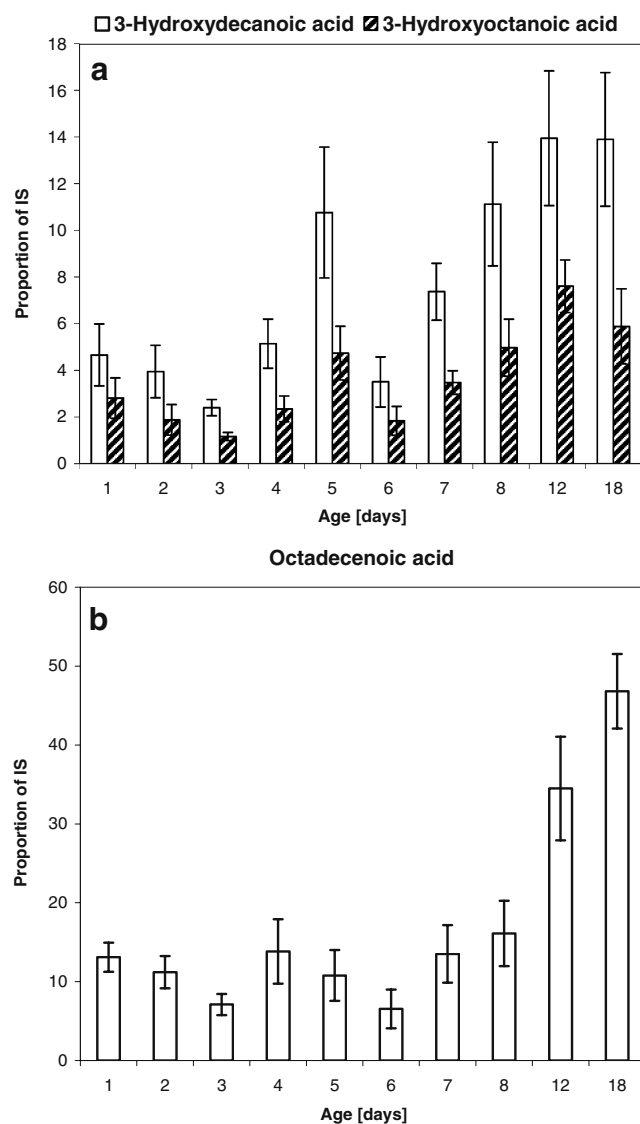 3-Hydroxydecanoic acid 3-Hydroxyoctanoic acid
a
18
16
14
12
10
8
6
4
2
0
Proportion of IS
1 2 3 4 5 6 7 8 12 18
Age [days]
Octadecenoic acid
b
60
50
40
30
20
10
0
Proportion of IS
1 2 3 4 5 6 7 8 12 18
Age [days]